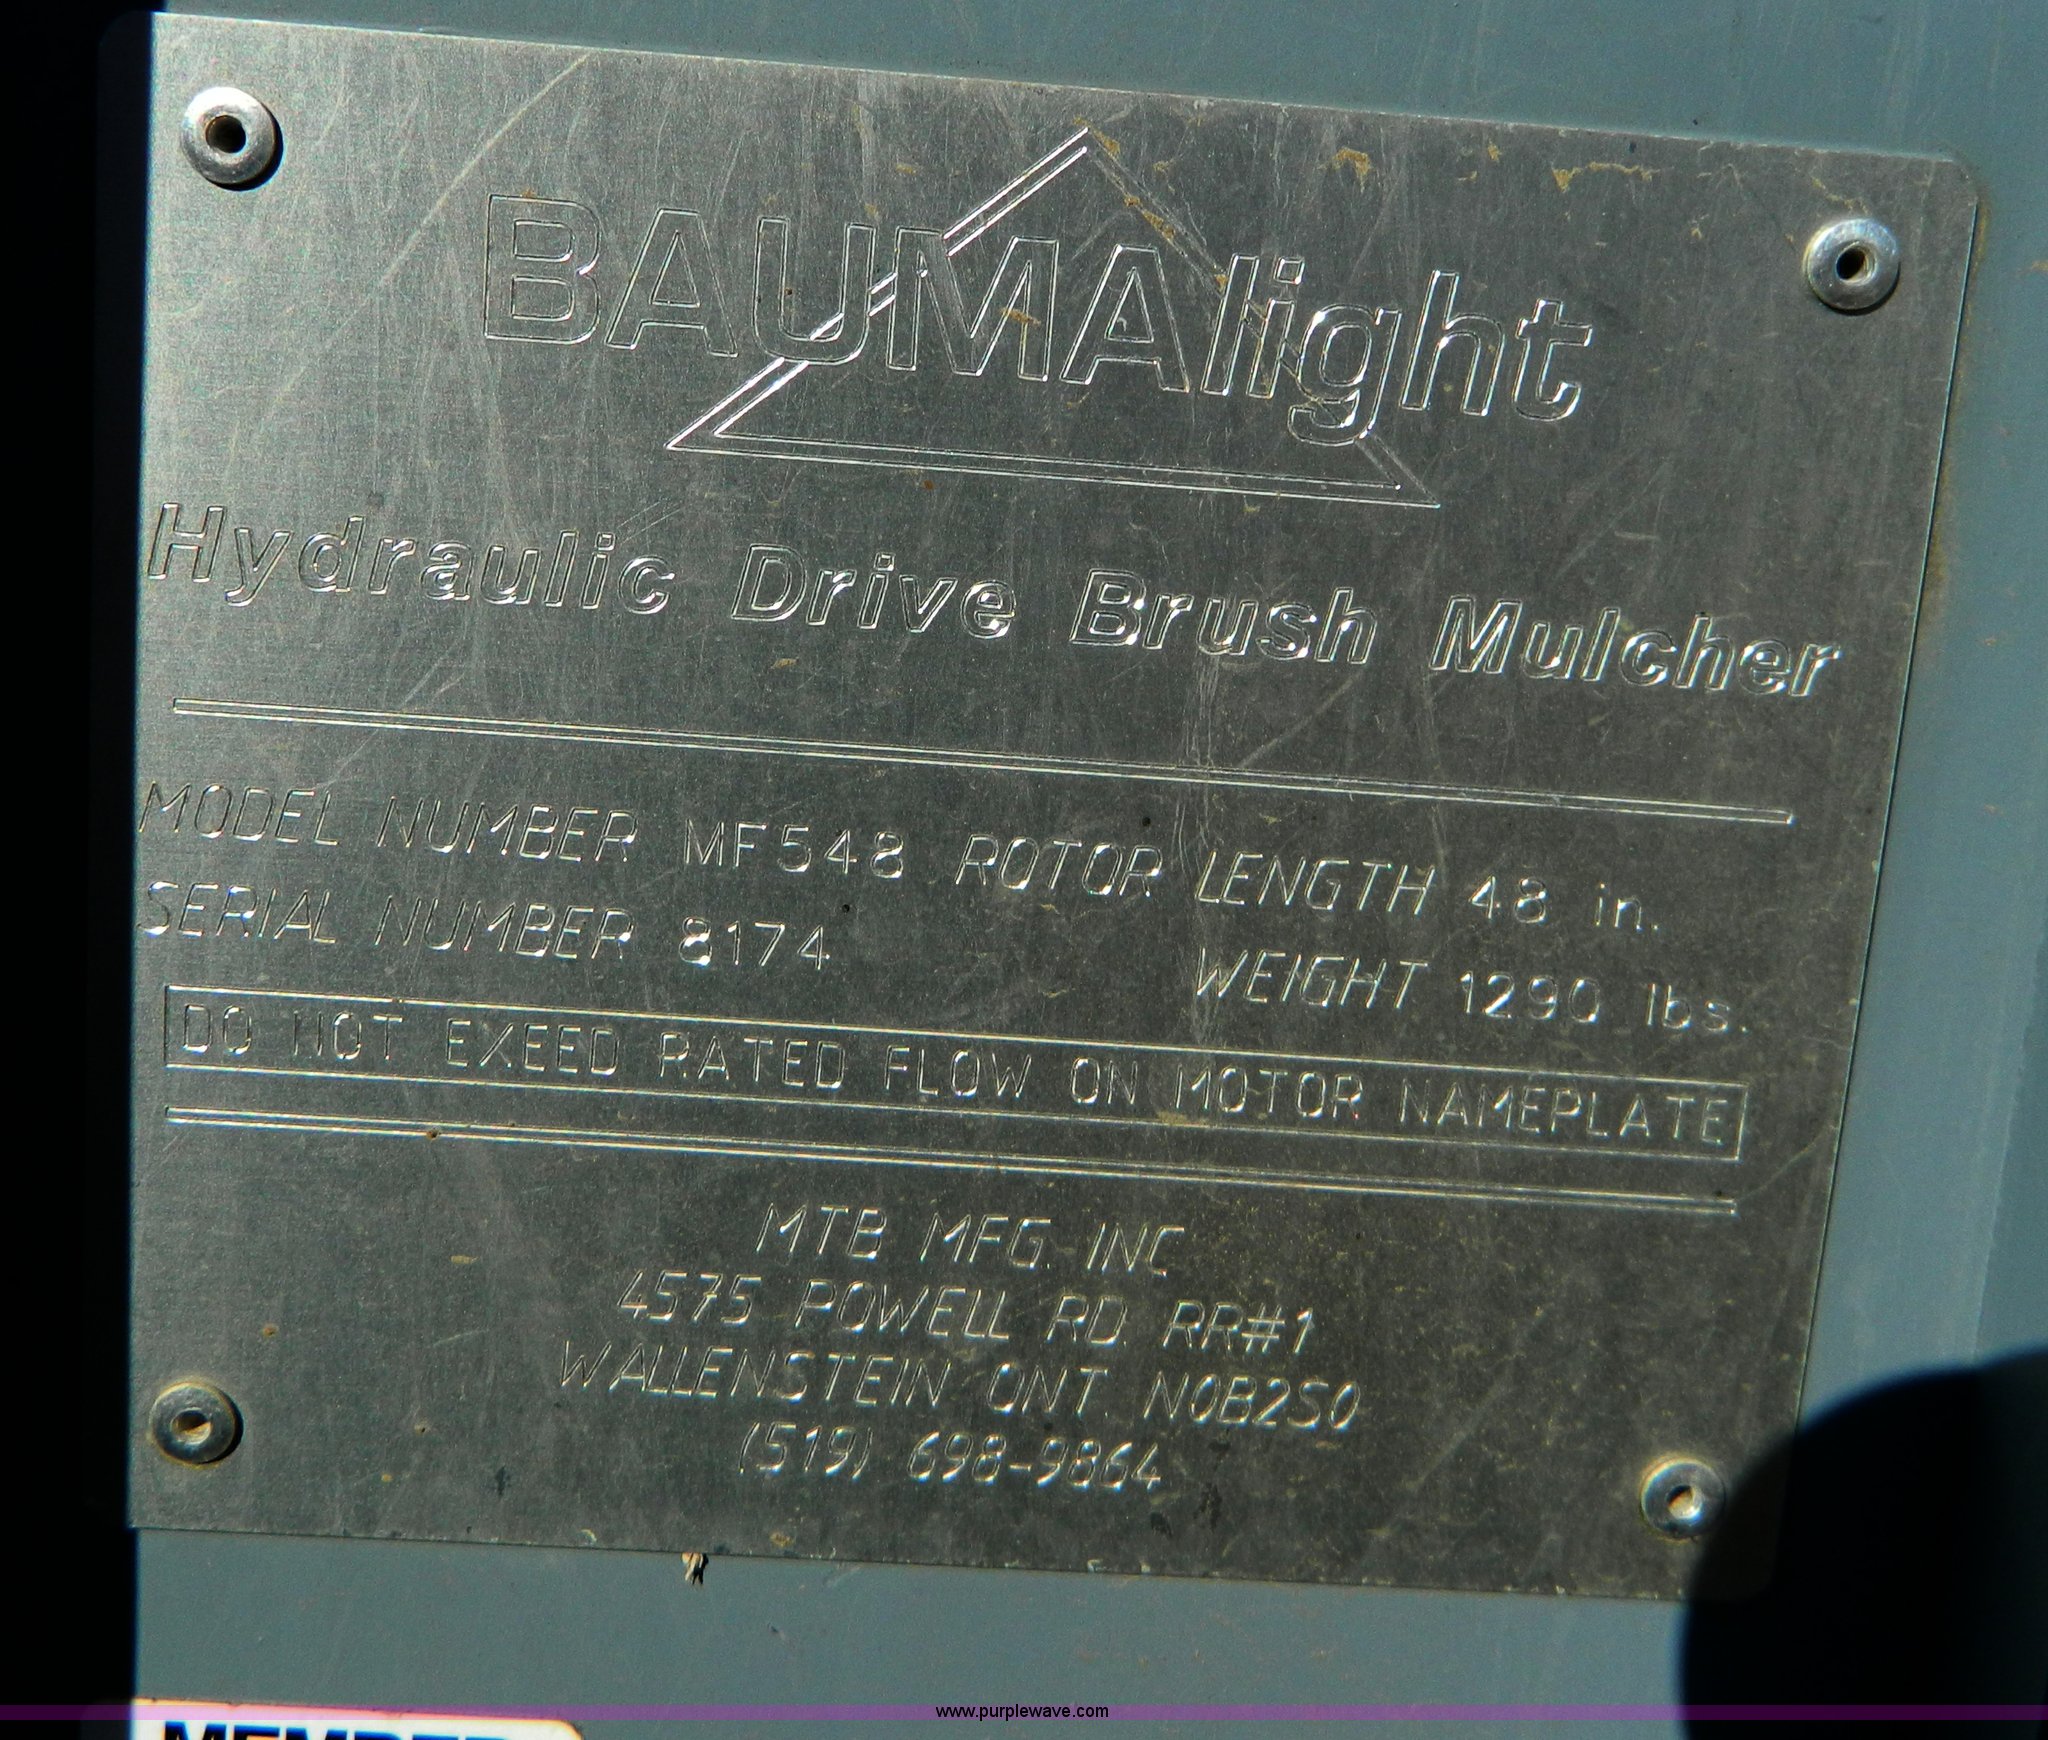 BAUMAlight
Hydraulic Drive Brush Mulcher
MODEL NUMBER MF548 ROTOR LENGTH 48 in.
SERIAL NUMBER 8174 WEIGHT 1290 lbs.
DO NOT EXEED RATED FLOW ON MOTOR NAMEPLATE
MTB MFG. INC
4575 POWELL RD. RR#1
WALLENSTEIN ONT. N0B2S0
(519) 698-9864
www.purplewave.com
MEMBER